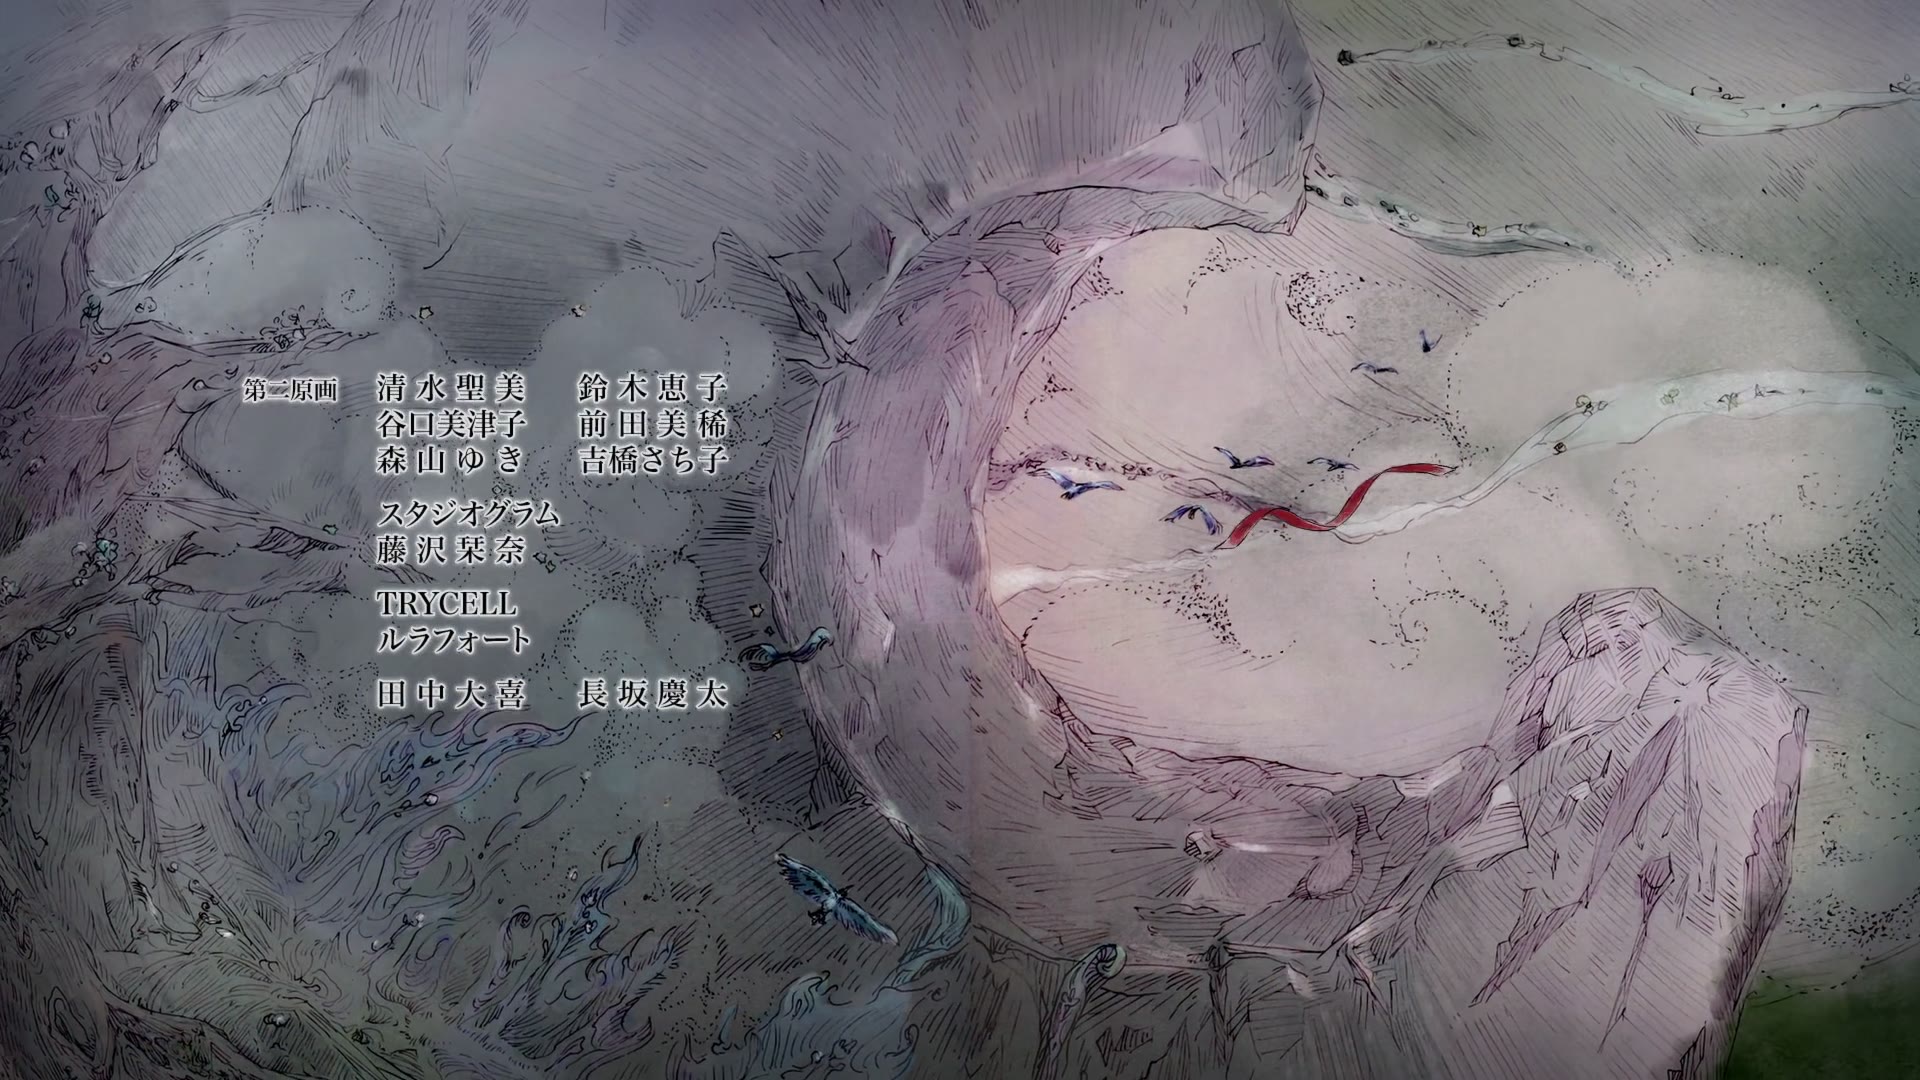 第二原画 清水聖美 鈴木恵子
谷口美津子 前田美稀
森山ゆき 吉橋さち子
スタジオグラム
藤沢栞奈
TRYCELL
ルラフォート
田中大喜 長坂慶太